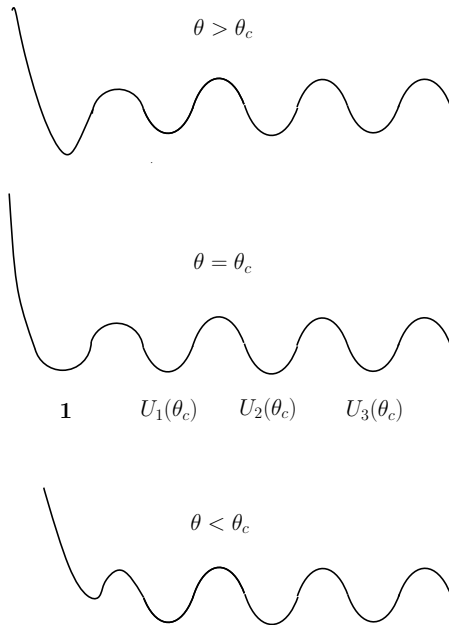 θ > θ_c
θ = θ_c
1 U_1(θ_c) U_2(θ_c) U_3(θ_c)
θ < θ_c